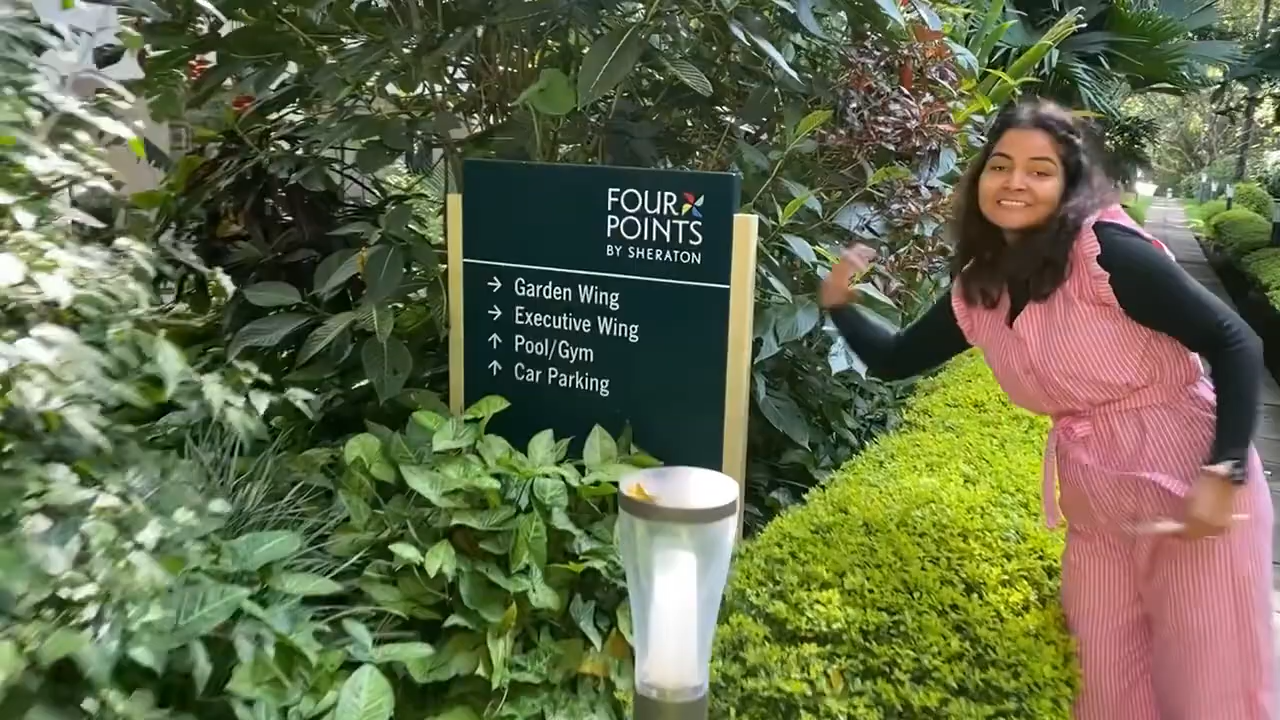 FOUR
POINTS
BY SHERATON
→ Garden Wing
→ Executive Wing
↑ Pool/Gym
↑ Car Parking